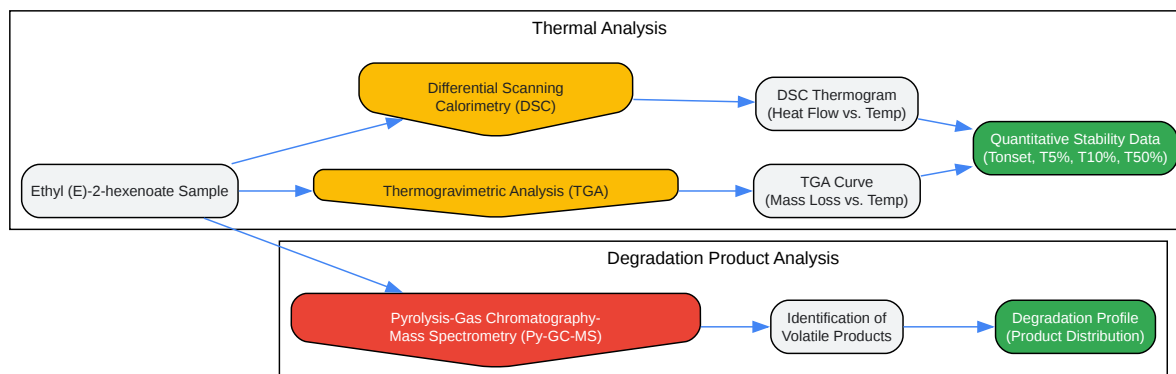 Thermal Analysis
Differential Scanning
Calorimetry (DSC)
DSC Thermogram
(Heat Flow vs. Temp)
Quantitative Stability Data
(Tonset, T5%, T10%, T50%)
Ethyl (E)-2-hexenoate Sample
Thermogravimetric Analysis (TGA)
TGA Curve
(Mass Loss vs. Temp)
Degradation Product Analysis
Pyrolysis-Gas Chromatography-
Mass Spectrometry (Py-GC-MS)
Identification of
Volatile Products
Degradation Profile
(Product Distribution)